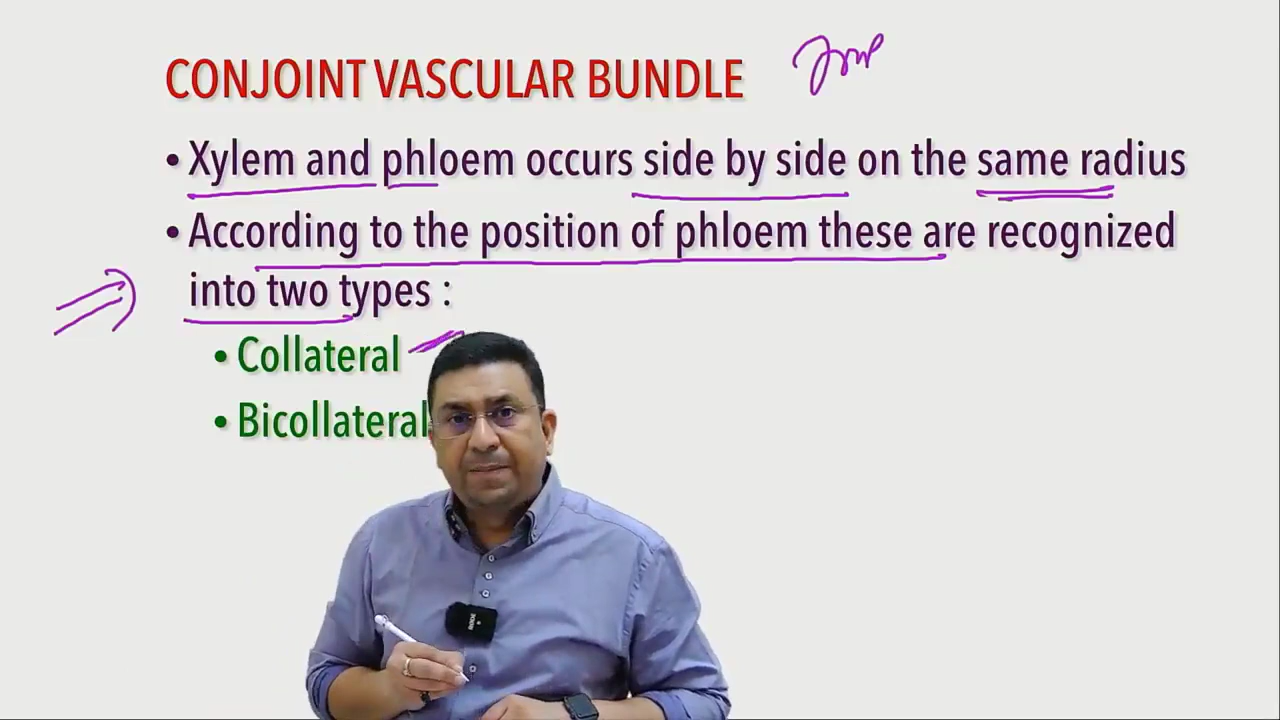 CONJOINT VASCULAR BUNDLE
• Xylem and phloem occurs side by side on the same radius
• According to the position of phloem these are recognized
into two types :
• Collateral
• Bicollateral
RODE